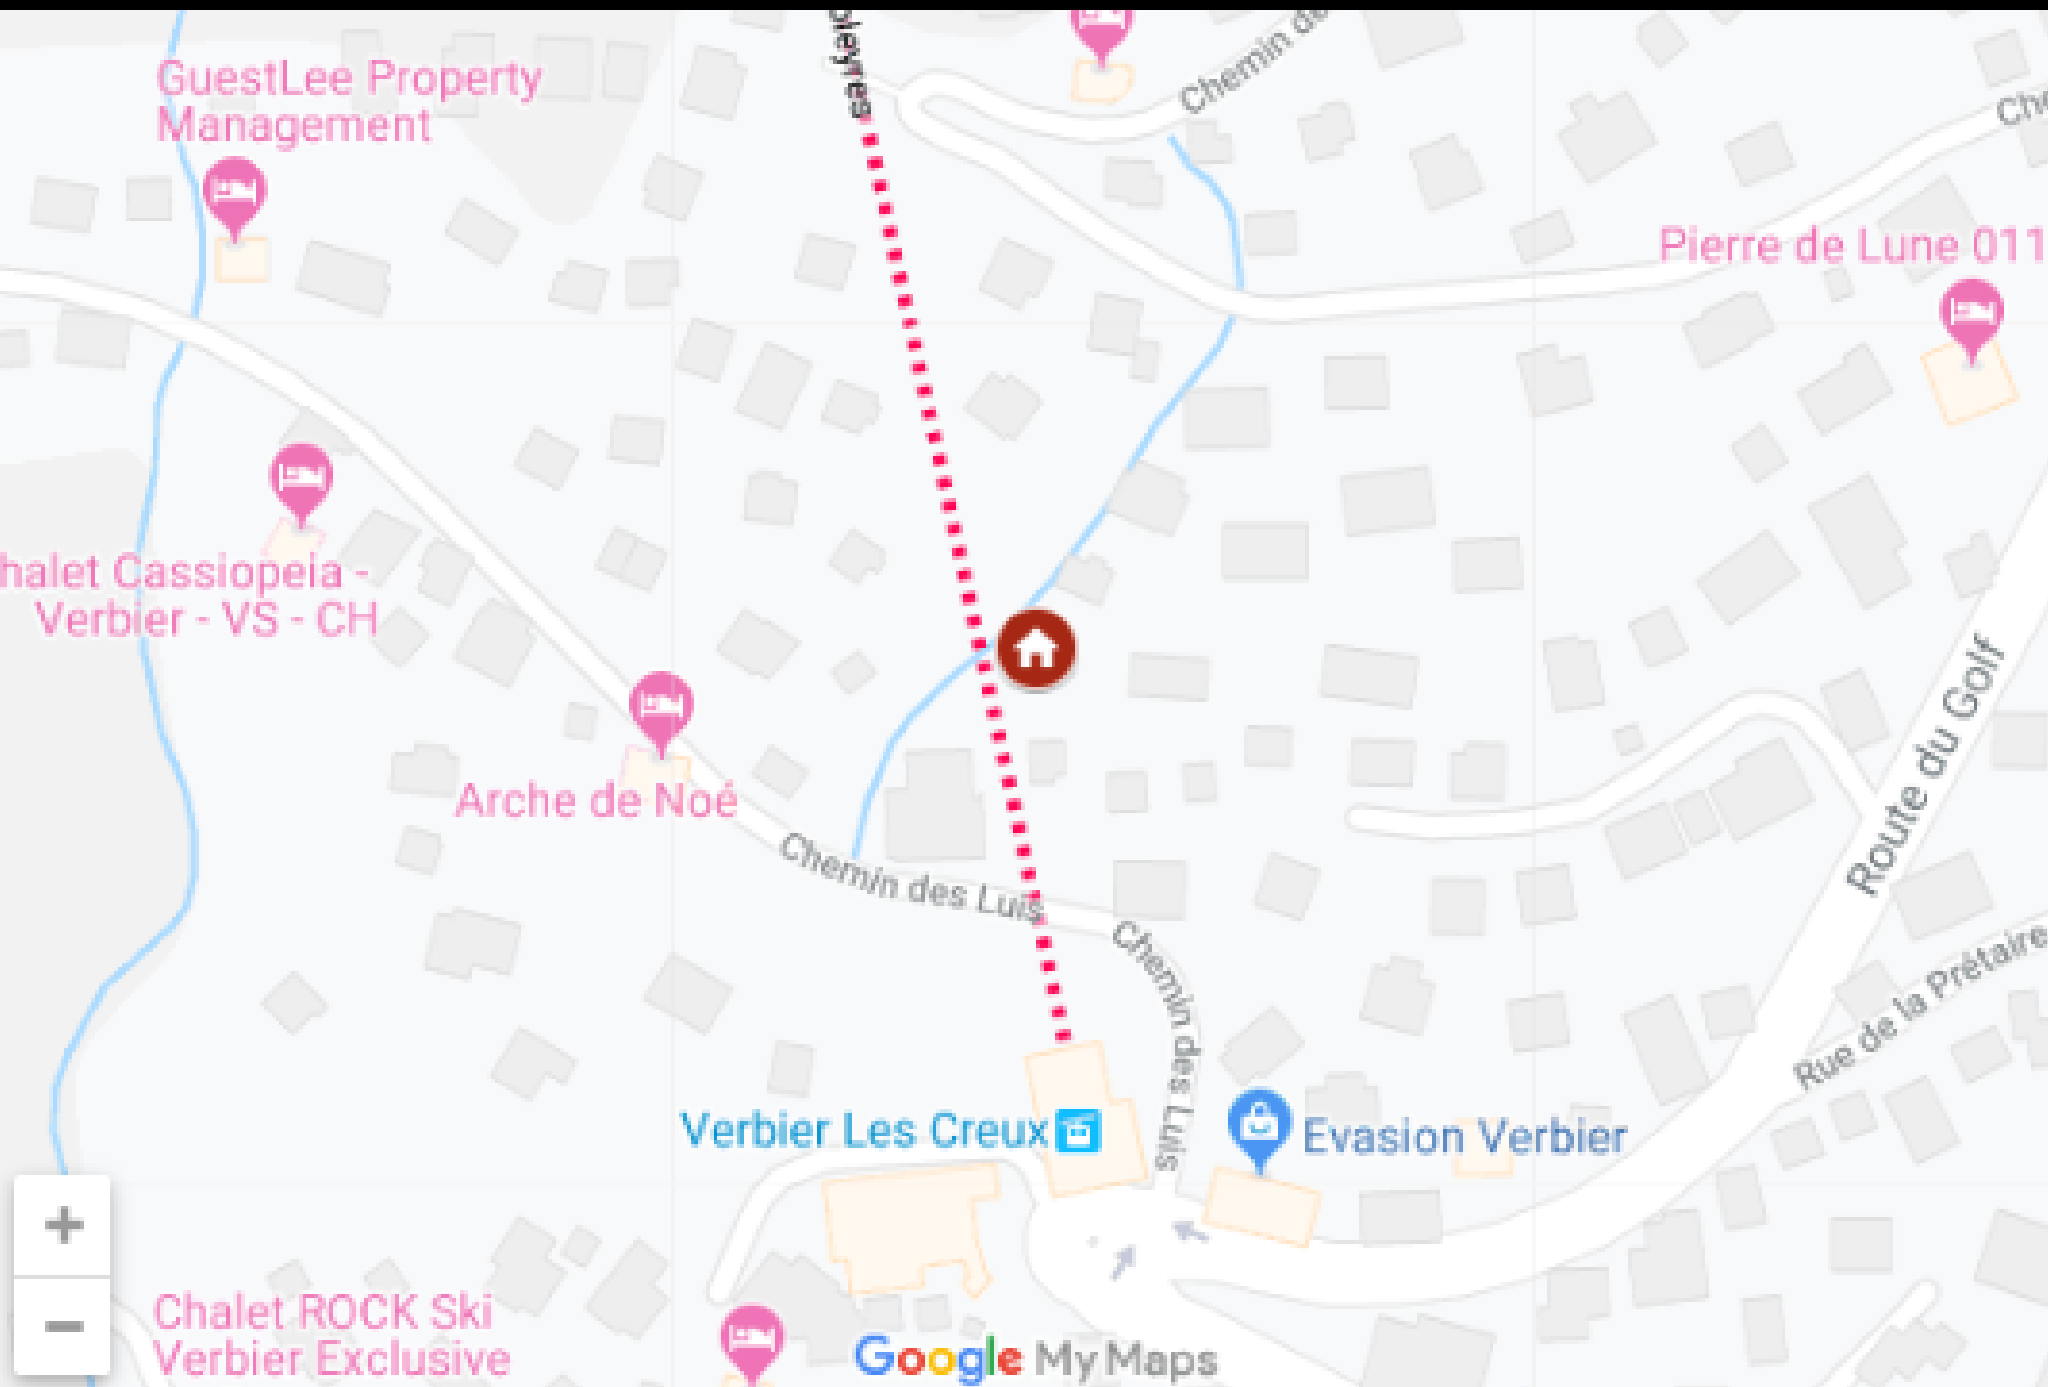 GuestLee Property
Management
Chemin de
Pierre de Lune 011
halet Cassiopeia -
Verbier - VS - CH
Arche de Noé
Chemin des Luis
Chemin des Luis
Route du Golf
Rue de la Prétaire
Verbier Les Creux
Evasion Verbier
+
−
Chalet ROCK Ski
Verbier Exclusive
Google My Maps